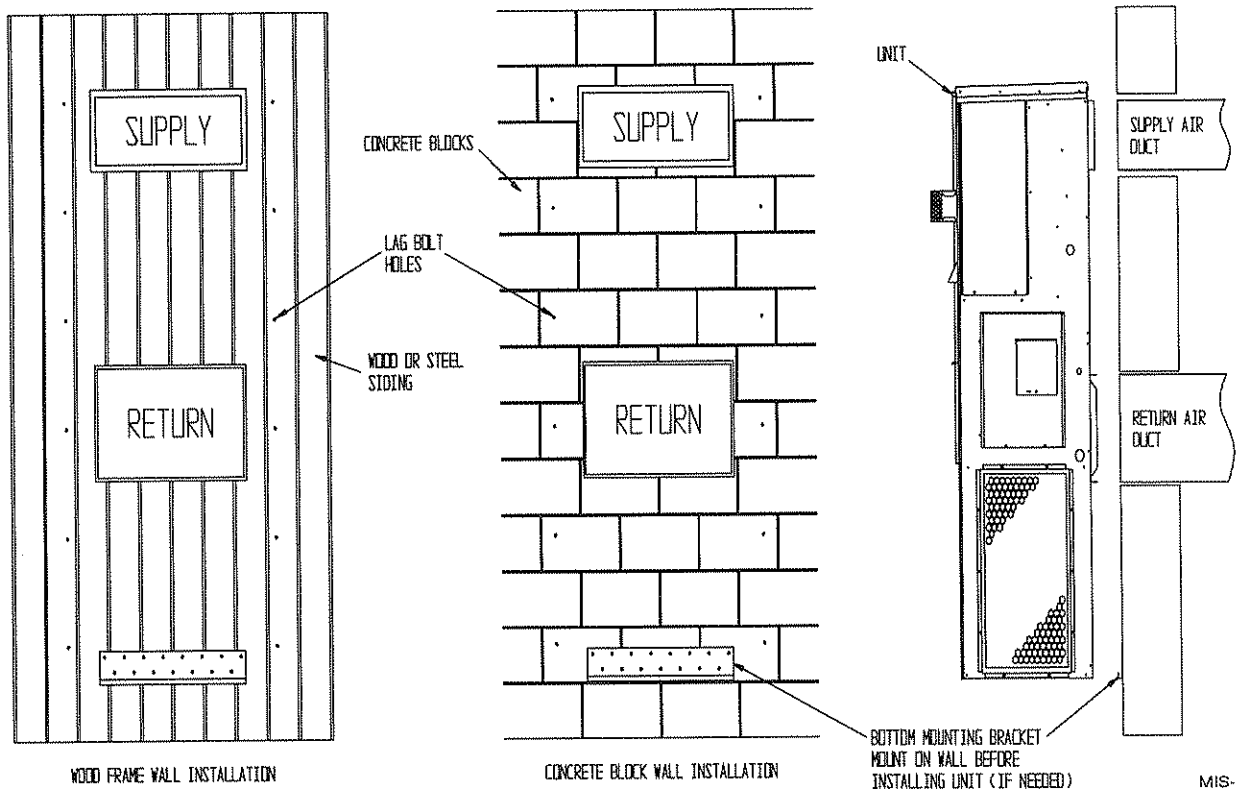 SUPPLY
RETURN
WOOD FRAME WALL INSTALLATION
CONCRETE BLOCKS
LAG BOLT
HOLES
WOOD OR STEEL
SIDING
SUPPLY
RETURN
CONCRETE BLOCK WALL INSTALLATION
UNIT
SUPPLY AIR
DUCT
RETURN AIR
DUCT
BOTTOM MOUNTING BRACKET
MOUNT ON WALL BEFORE
INSTALLING UNIT (IF NEEDED)
MIS-